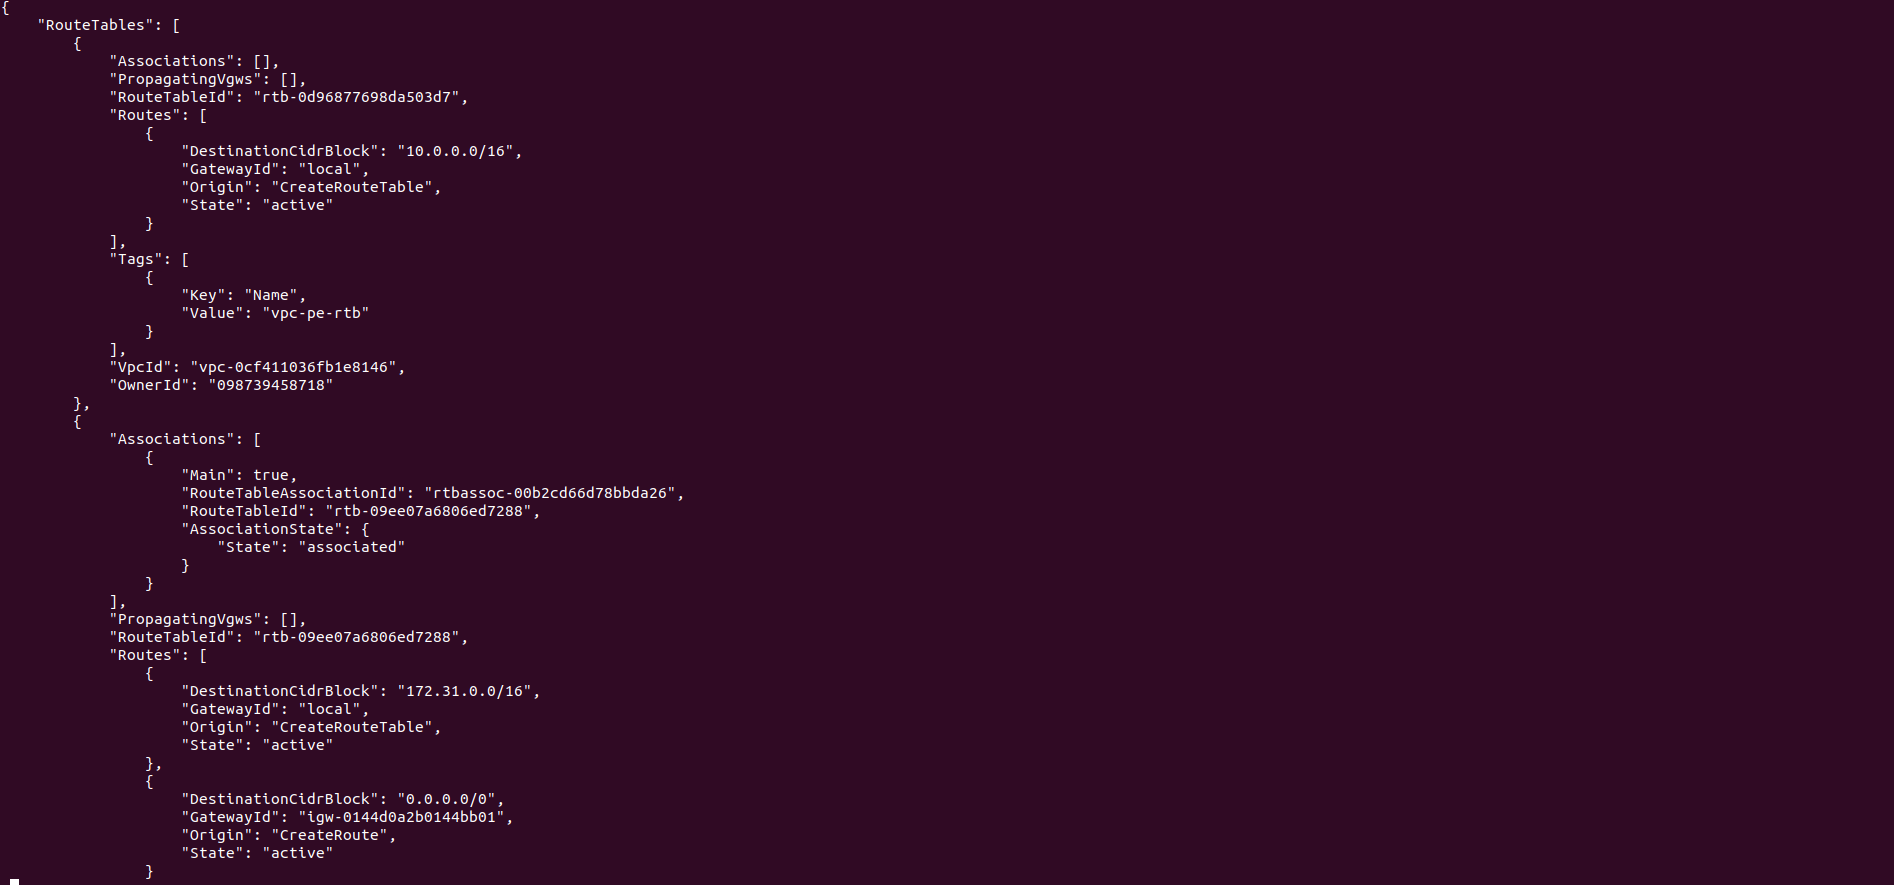 {
    "RouteTables": [
        {
            "Associations": [],
            "PropagatingVgws": [],
            "RouteTableId": "rtb-0d96877698da503d7",
            "Routes": [
                {
                    "DestinationCidrBlock": "10.0.0.0/16",
                    "GatewayId": "local",
                    "Origin": "CreateRouteTable",
                    "State": "active"
                }
            ],
            "Tags": [
                {
                    "Key": "Name",
                    "Value": "vpc-pe-rtb"
                }
            ],
            "VpcId": "vpc-0cf411036fb1e8146",
            "OwnerId": "098739458718"
        },
        {
            "Associations": [
                {
                    "Main": true,
                    "RouteTableAssociationId": "rtbassoc-00b2cd66d78bbda26",
                    "RouteTableId": "rtb-09ee07a6806ed7288",
                    "AssociationState": {
                        "State": "associated"
                    }
                }
            ],
            "PropagatingVgws": [],
            "RouteTableId": "rtb-09ee07a6806ed7288",
            "Routes": [
                {
                    "DestinationCidrBlock": "172.31.0.0/16",
                    "GatewayId": "local",
                    "Origin": "CreateRouteTable",
                    "State": "active"
                },
                {
                    "DestinationCidrBlock": "0.0.0.0/0",
                    "GatewayId": "igw-0144d0a2b0144bb01",
                    "Origin": "CreateRoute",
                    "State": "active"
                }